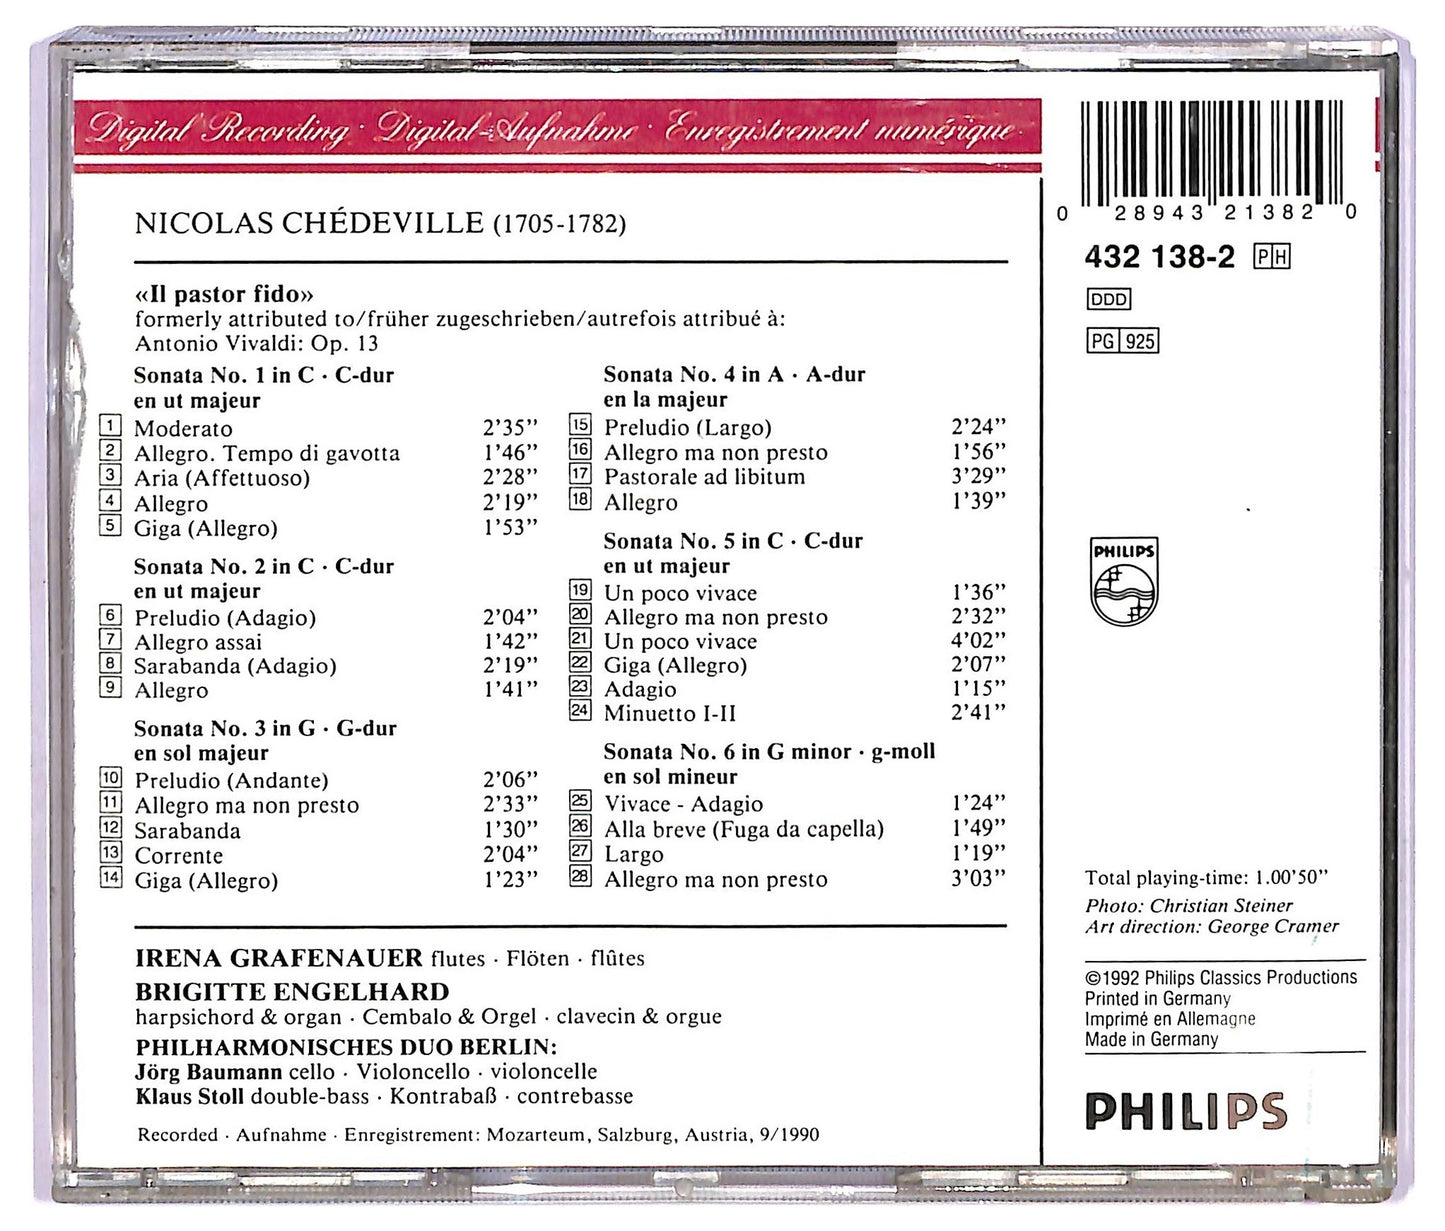 Digital Recording · Digital-Aufnahme · Enregistrement numérique ·
NICOLAS CHÉDEVILLE (1705-1782)
«Il pastor fido»
formerly attributed to/früher zugeschrieben/autrefois attribué à:
Antonio Vivaldi: Op. 13
Sonata No. 1 in C · C-dur
en ut majeur
1 Moderato 2’35”
2 Allegro. Tempo di gavotta 1’46”
3 Aria (Affettuoso) 2’28”
4 Allegro 2’19”
5 Giga (Allegro) 1’53”
Sonata No. 2 in C · C-dur
en ut majeur
6 Preludio (Adagio) 2’04”
7 Allegro assai 1’42”
8 Sarabanda (Adagio) 2’19”
9 Allegro 1’41”
Sonata No. 3 in G · G-dur
en sol majeur
10 Preludio (Andante) 2’06”
11 Allegro ma non presto 2’33”
12 Sarabanda 1’30”
13 Corrente 2’04”
14 Giga (Allegro) 1’23”
Sonata No. 4 in A · A-dur
en la majeur
15 Preludio (Largo) 2’24”
16 Allegro ma non presto 1’56”
17 Pastorale ad libitum 3’29”
18 Allegro 1’39”
Sonata No. 5 in C · C-dur
en ut majeur
19 Un poco vivace 1’36”
20 Allegro ma non presto 2’32”
21 Un poco vivace 4’02”
22 Giga (Allegro) 2’07”
23 Adagio 1’15”
24 Minuetto I-II 2’41”
Sonata No. 6 in G minor · g-moll
en sol mineur
25 Vivace - Adagio 1’24”
26 Alla breve (Fuga da capella) 1’49”
27 Largo 1’19”
28 Allegro ma non presto 3’03”
IRENA GRAFENAUER flutes · Flöten · flûtes
BRIGITTE ENGELHARD
harpsichord & organ · Cembalo & Orgel · clavecin & orgue
PHILHARMONISCHES DUO BERLIN:
Jörg Baumann cello · Violoncello · violoncelle
Klaus Stoll double-bass · Kontrabaß · contrebasse
Recorded · Aufnahme · Enregistrement: Mozarteum, Salzburg, Austria, 9/1990
0 28943 21382 0
432 138-2 PH
DDD
PG 925
PHILIPS
Total playing-time: 1.00’50”
Photo: Christian Steiner
Art direction: George Cramer
©1992 Philips Classics Productions
Printed in Germany
Imprimé en Allemagne
Made in Germany
PHILIPS